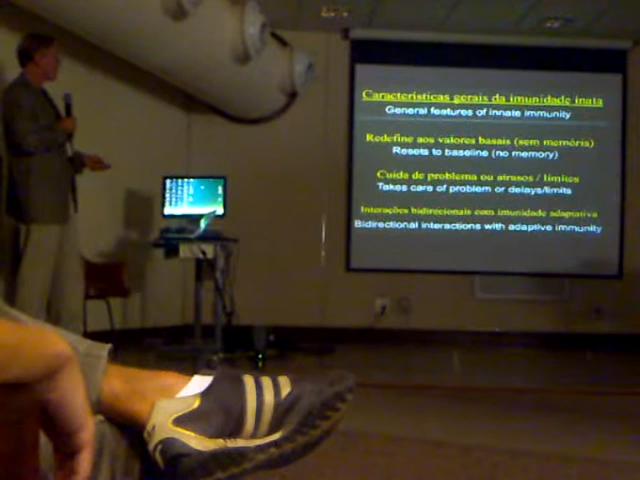 Características gerais da imunidade inata
General features of innate immunity
Redefine aos valores basais (sem memória)
Resets to baseline (no memory)
Cuida de problema ou atrasos / limites
Takes care of problem or delays/limits
Interações bidirecionais com imunidade adaptativa
Bidirectional interactions with adaptive immunity